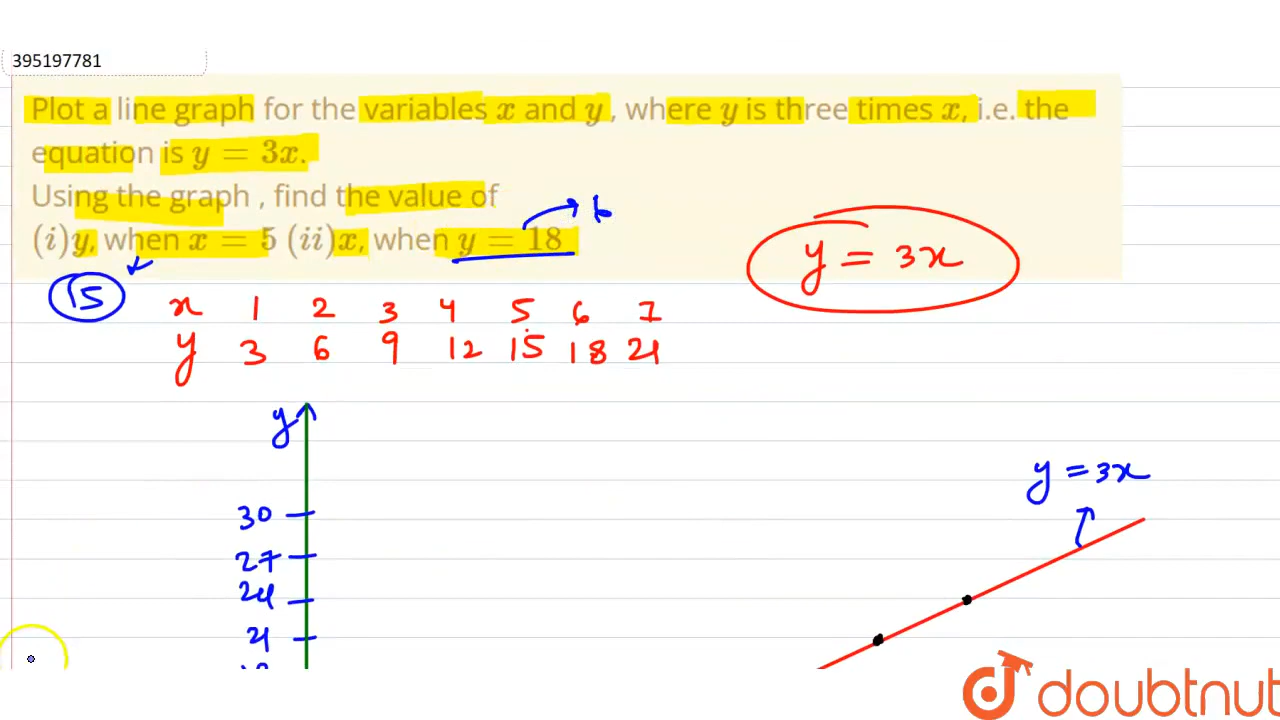 395197781
Plot a line graph for the variables x and y , where y is three times x, i.e. the
equation is y = 3x.
Using the graph , find the value of
(i)y, when x = 5 (ii)x, when y = 18
6
y = 3x
15
x 1 2 3 4 5 6 7
y 3 6 9 12 15 18 21
y
y = 3x
30
27
24
21
doubtnut